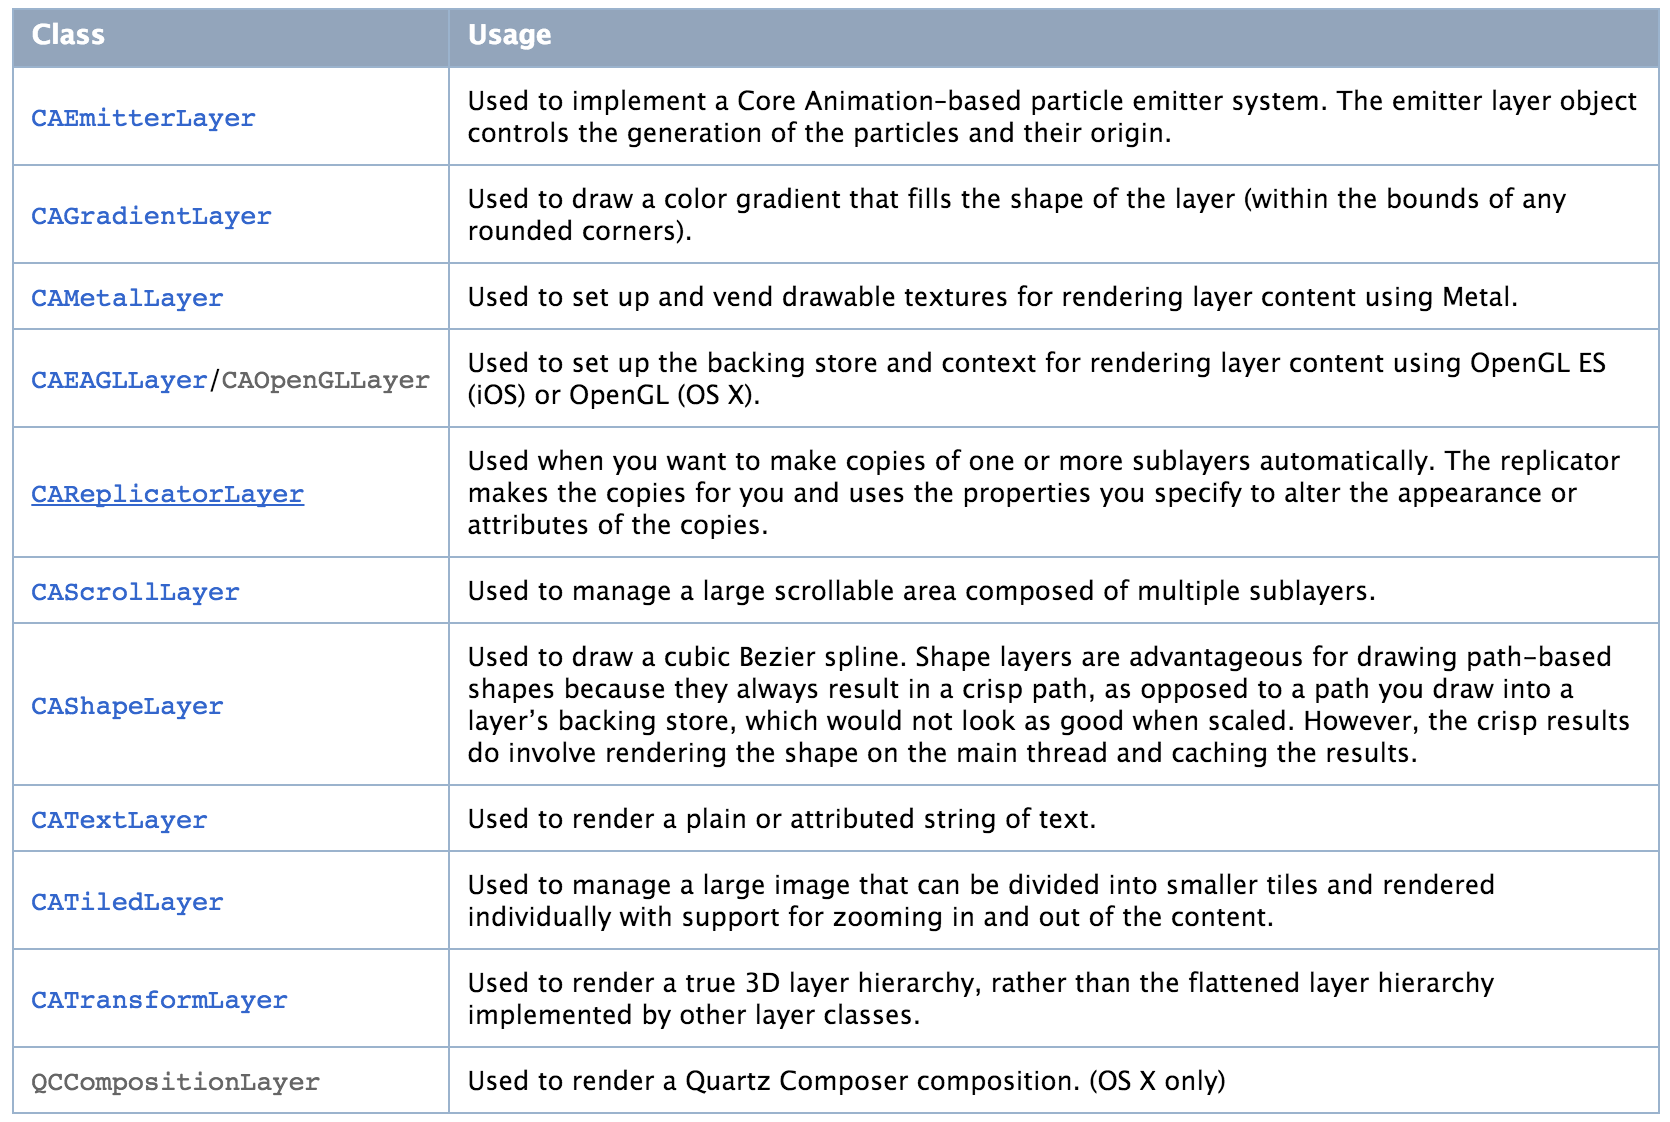 Class
Usage
CAEmitterLayer
Used to implement a Core Animation-based particle emitter system. The emitter layer object
controls the generation of the particles and their origin.
CAGradientLayer
Used to draw a color gradient that fills the shape of the layer (within the bounds of any
rounded corners).
CAMetalLayer
Used to set up and vend drawable textures for rendering layer content using Metal.
CAEAGLLayer/CAOpenGLLayer
Used to set up the backing store and context for rendering layer content using OpenGL ES
(iOS) or OpenGL (OS X).
CAReplicatorLayer
Used when you want to make copies of one or more sublayers automatically. The replicator
makes the copies for you and uses the properties you specify to alter the appearance or
attributes of the copies.
CAScrollLayer
Used to manage a large scrollable area composed of multiple sublayers.
CAShapeLayer
Used to draw a cubic Bezier spline. Shape layers are advantageous for drawing path-based
shapes because they always result in a crisp path, as opposed to a path you draw into a
layer’s backing store, which would not look as good when scaled. However, the crisp results
do involve rendering the shape on the main thread and caching the results.
CATextLayer
Used to render a plain or attributed string of text.
CATiledLayer
Used to manage a large image that can be divided into smaller tiles and rendered
individually with support for zooming in and out of the content.
CATransformLayer
Used to render a true 3D layer hierarchy, rather than the flattened layer hierarchy
implemented by other layer classes.
QCCompositionLayer
Used to render a Quartz Composer composition. (OS X only)